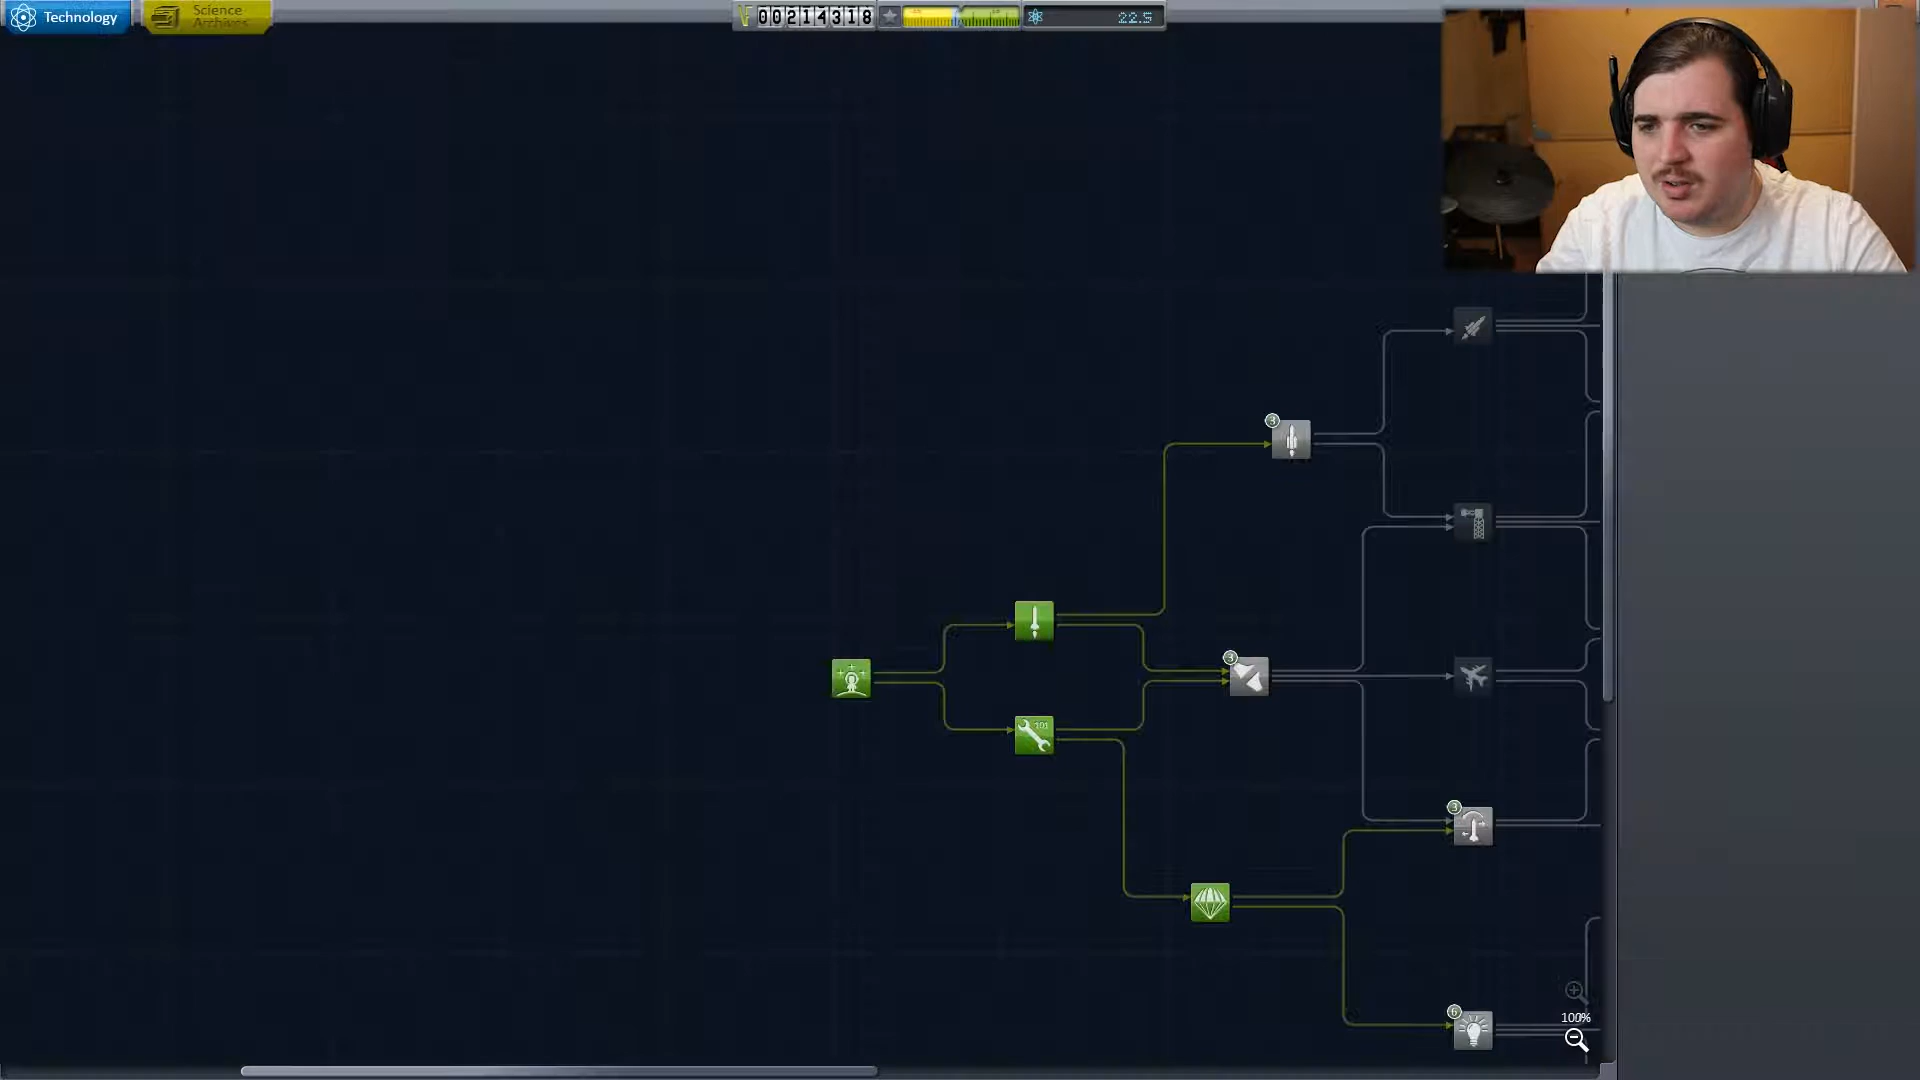 Technology
Science
Archives
00214318
22.5
3
3
101
3
6
100%